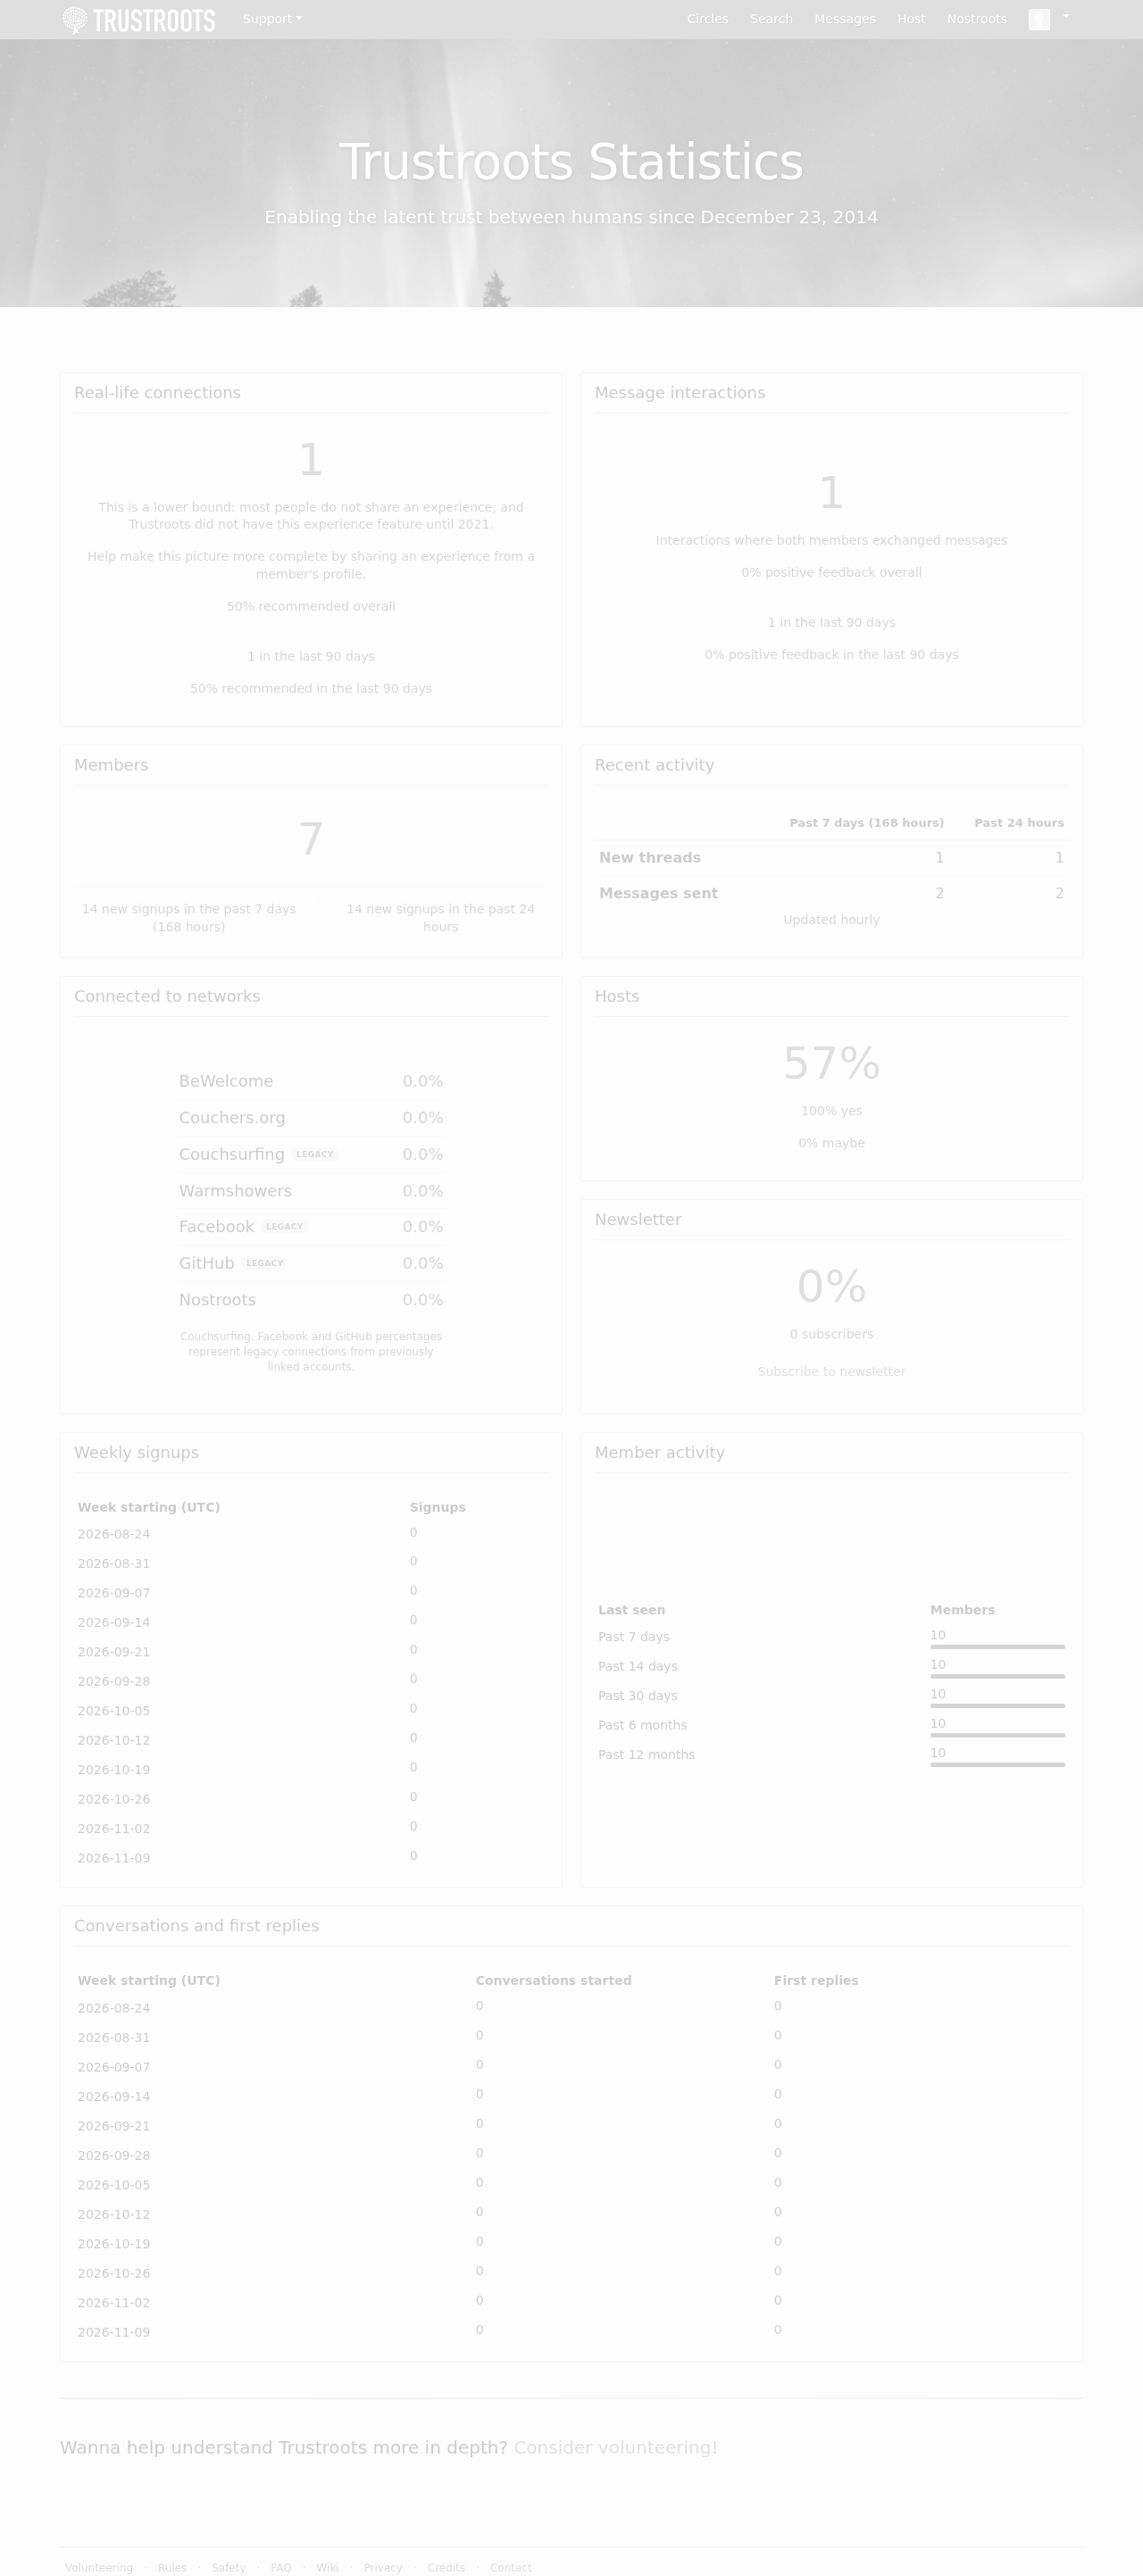 TRUSTROOTS Support Circles Search Messages Host Nostroots
Trustroots Statistics
Enabling the latent trust between humans since December 23, 2014
Real-life connections
1
This is a lower bound: most people do not share an experience, and
Trustroots did not have this experience feature until 2021.
Help make this picture more complete by sharing an experience from a
member's profile.
50% recommended overall
1 in the last 90 days
50% recommended in the last 90 days
Message interactions
1
Interactions where both members exchanged messages
0% positive feedback overall
1 in the last 90 days
0% positive feedback in the last 90 days
Members
7
14 new signups in the past 7 days
(168 hours)
14 new signups in the past 24
hours
Recent activity
Past 7 days (168 hours) Past 24 hours
New threads 1 1
Messages sent 2 2
Updated hourly
Connected to networks
BeWelcome 0.0%
Couchers.org 0.0%
Couchsurfing LEGACY 0.0%
Warmshowers 0.0%
Facebook LEGACY 0.0%
GitHub LEGACY 0.0%
Nostroots 0.0%
Couchsurfing, Facebook and GitHub percentages
represent legacy connections from previously
linked accounts.
Hosts
57%
100% yes
0% maybe
Newsletter
0%
0 subscribers
Subscribe to newsletter
Weekly signups
Week starting (UTC) Signups
2026-08-24 0
2026-08-31 0
2026-09-07 0
2026-09-14 0
2026-09-21 0
2026-09-28 0
2026-10-05 0
2026-10-12 0
2026-10-19 0
2026-10-26 0
2026-11-02 0
2026-11-09 0
Member activity
Last seen Members
Past 7 days 10
Past 14 days 10
Past 30 days 10
Past 6 months 10
Past 12 months 10
Conversations and first replies
Week starting (UTC) Conversations started First replies
2026-08-24 0 0
2026-08-31 0 0
2026-09-07 0 0
2026-09-14 0 0
2026-09-21 0 0
2026-09-28 0 0
2026-10-05 0 0
2026-10-12 0 0
2026-10-19 0 0
2026-10-26 0 0
2026-11-02 0 0
2026-11-09 0 0
Wanna help understand Trustroots more in depth? Consider volunteering!
Volunteering · Rules · Safety · FAQ · Wiki · Privacy · Credits · Contact